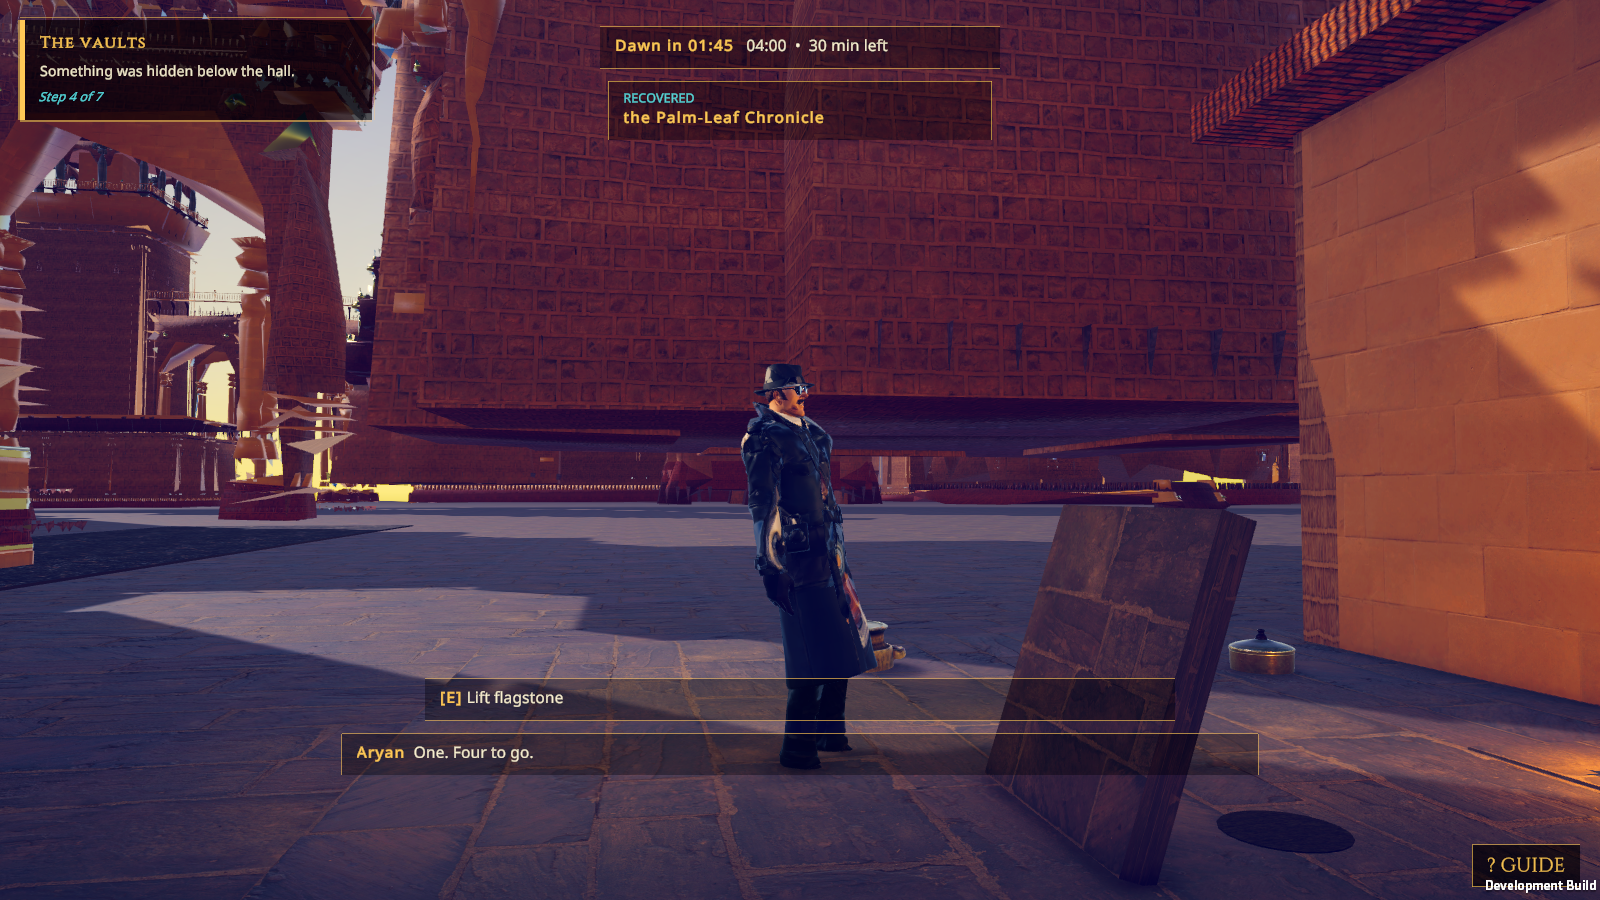 THE VAULTS
Something was hidden below the hall.
Step 4 of 7
Dawn in 01:45 04:00 • 30 min left
RECOVERED
the Palm-Leaf Chronicle
[E] Lift flagstone
Aryan One. Four to go.
? GUIDE
Development Build